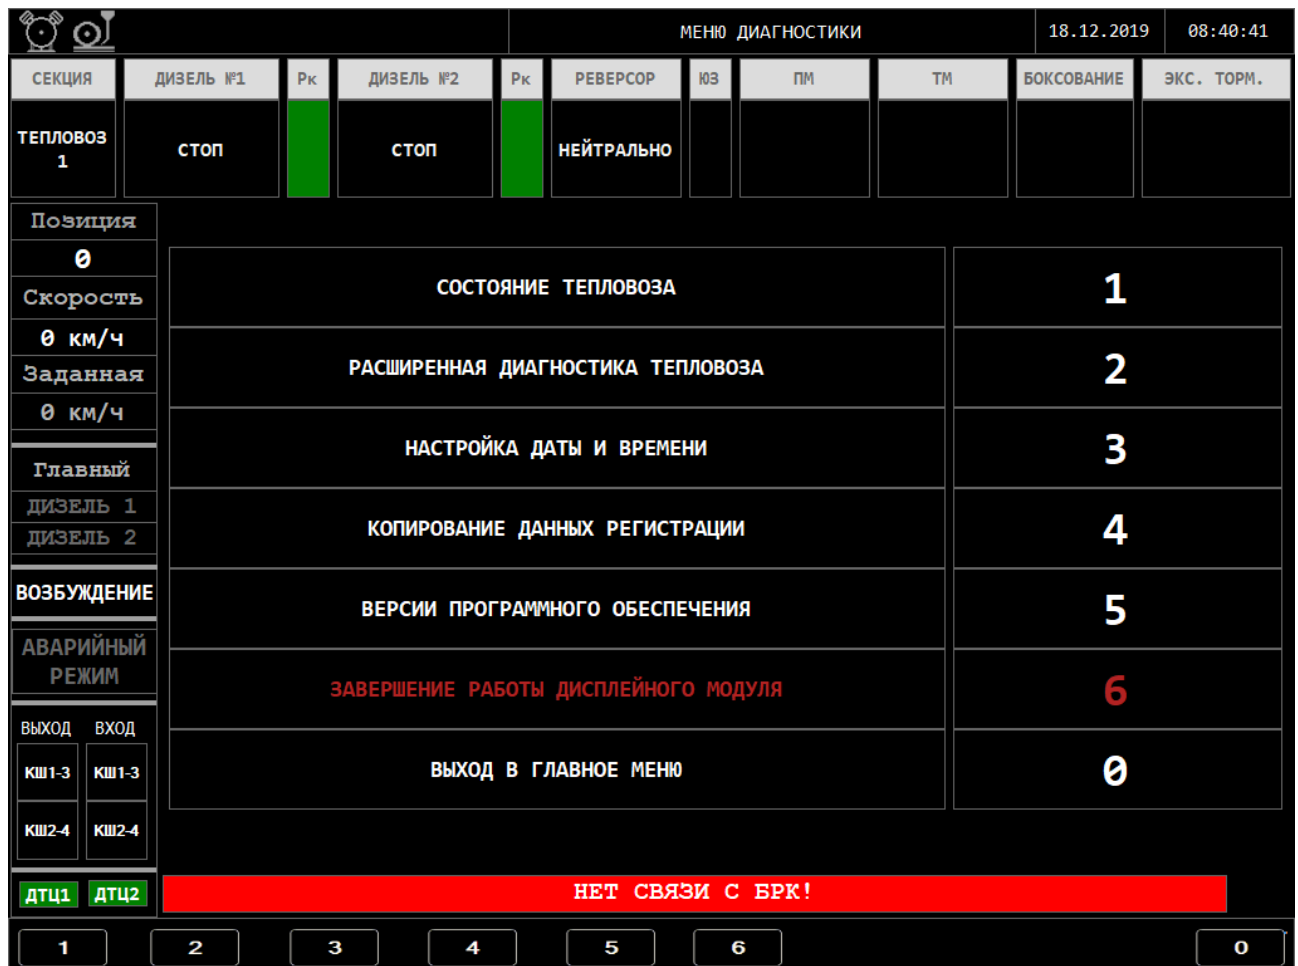 МЕНЮ ДИАГНОСТИКИ 18.12.2019 08:40:41
СЕКЦИЯ ДИЗЕЛЬ №1 Рк ДИЗЕЛЬ №2 Рк РЕВЕРСОР ЮЗ ПМ ТМ БОКСОВАНИЕ ЭКС. ТОРМ.
ТЕПЛОВОЗ
1
СТОП
СТОП
НЕЙТРАЛЬНО
Позиция
0
Скорость
0 км/ч
Заданная
0 км/ч
Главный
ДИЗЕЛЬ 1
ДИЗЕЛЬ 2
ВОЗБУЖДЕНИЕ
АВАРИЙНЫЙ
РЕЖИМ
ВЫХОД ВХОД
КШ1-3 КШ1-3
КШ2-4 КШ2-4
ДТЦ1 ДТЦ2
СОСТОЯНИЕ ТЕПЛОВОЗА 1
РАСШИРЕННАЯ ДИАГНОСТИКА ТЕПЛОВОЗА 2
НАСТРОЙКА ДАТЫ И ВРЕМЕНИ 3
КОПИРОВАНИЕ ДАННЫХ РЕГИСТРАЦИИ 4
ВЕРСИИ ПРОГРАММНОГО ОБЕСПЕЧЕНИЯ 5
ЗАВЕРШЕНИЕ РАБОТЫ ДИСПЛЕЙНОГО МОДУЛЯ 6
ВЫХОД В ГЛАВНОЕ МЕНЮ 0
НЕТ СВЯЗИ С БРК!
1 2 3 4 5 6 0